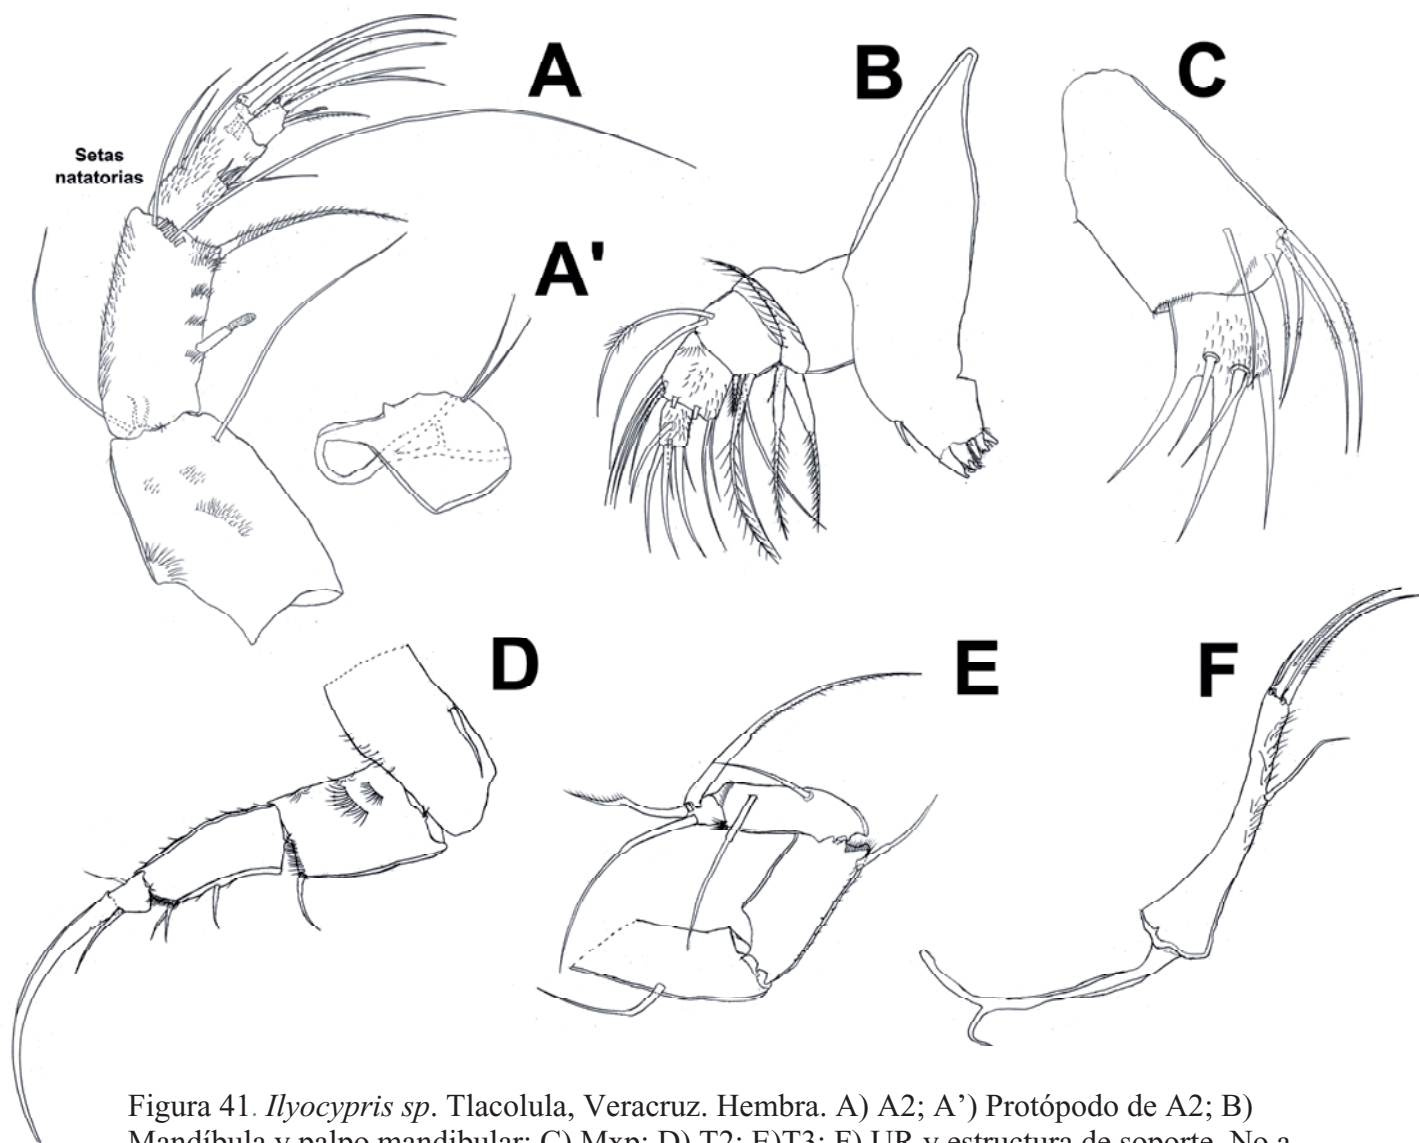 A
B
C
Setas
natatorias
A'
D
E
F
Figura 41. Ilyocypris sp. Tlacolula, Veracruz. Hembra. A) A2; A’) Protópodo de A2; B)
Mandíbula y palpo mandibular; C) Mxp; D) T2; E)T3; F) UR y estructura de soporte. No a